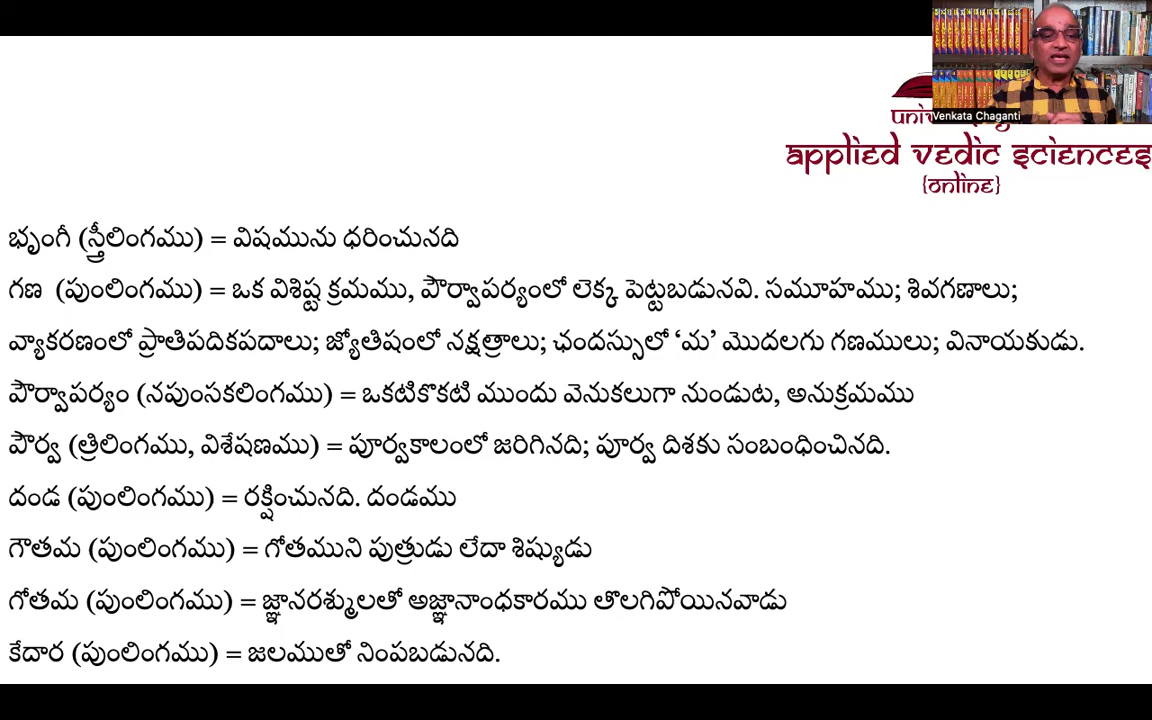 Venkata Chaganti
applied vedic sciences
{online}
భృంగీ (స్త్రీలింగము) = విషమును ధరించునది
గణ (పుంలింగము) = ఒక విశిష్ట క్రమము, పౌర్వాపర్యంలో లెక్క పెట్టబడునవి. సమూహము; శివగణాలు;
వ్యాకరణంలో ప్రాతిపదికపదాలు; జ్యోతిషంలో నక్షత్రాలు; ఛందస్సులో ‘మ’ మొదలగు గణములు; వినాయకుడు.
పౌర్వాపర్యం (నపుంసకలింగము) = ఒకటికొకటి ముందు వెనుకలుగా నుండుట, అనుక్రమము
పౌర్వ (త్రిలింగము, విశేషణము) = పూర్వకాలంలో జరిగినది; పూర్వ దిశకు సంబంధించినది.
దండ (పుంలింగము) = రక్షించునది. దండము
గౌతమ (పుంలింగము) = గోతముని పుత్రుడు లేదా శిష్యుడు
గోతమ (పుంలింగము) = జ్ఞానరశ్ములతో అజ్ఞానాంధకారము తొలగిపోయినవాడు
కేదార (పుంలింగము) = జలముతో నింపబడునది.